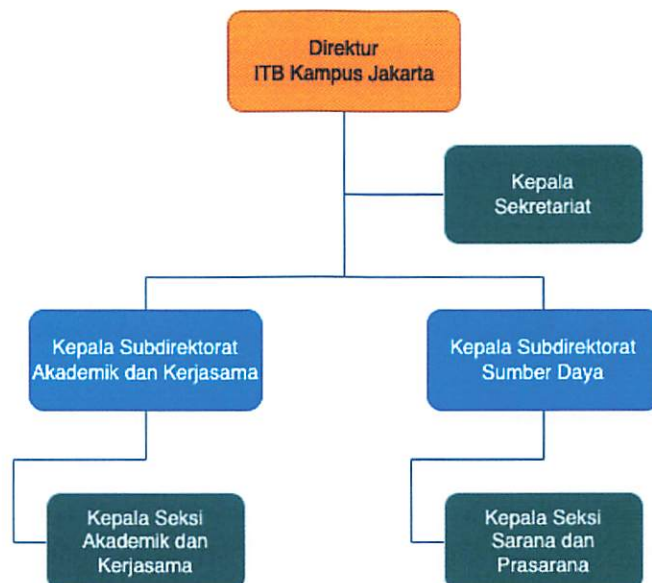 Direktur
ITB Kampus Jakarta
Kepala
Sekretariat
Kepala Subdirektorat
Akademik dan Kerjasama
Kepala Subdirektorat
Sumber Daya
Kepala Seksi
Akademik dan
Kerjasama
Kepala Seksi
Sarana dan
Prasarana